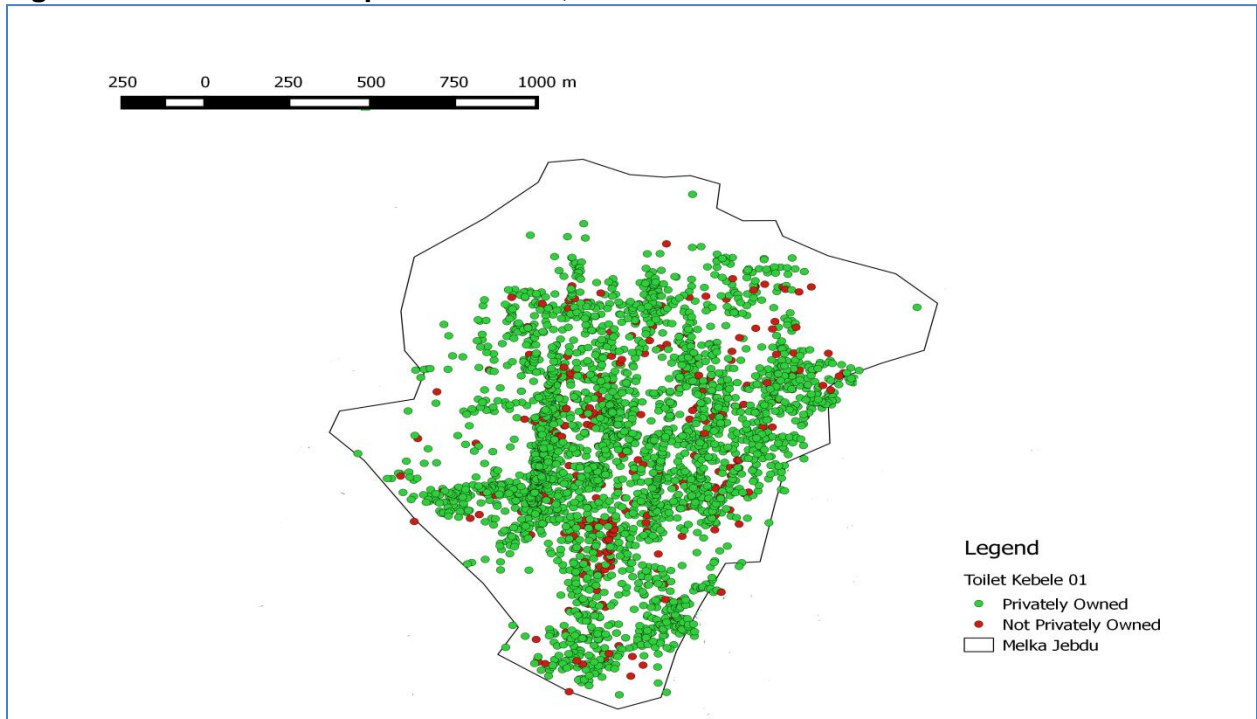 250 0 250 500 750 1000 m
Legend
Toilet Kebele 01
Privately Owned
Not Privately Owned
Melka Jebdu